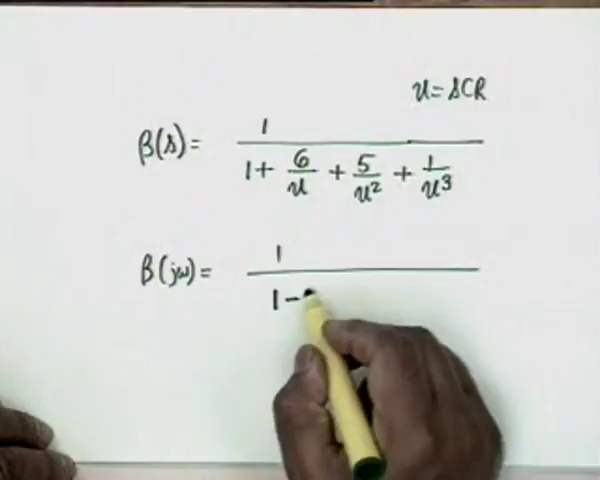 u = sCR
β(s) = 1 / (1 + 6/u + 5/u² + 1/u³)
β(jω) = 1 / (1 -